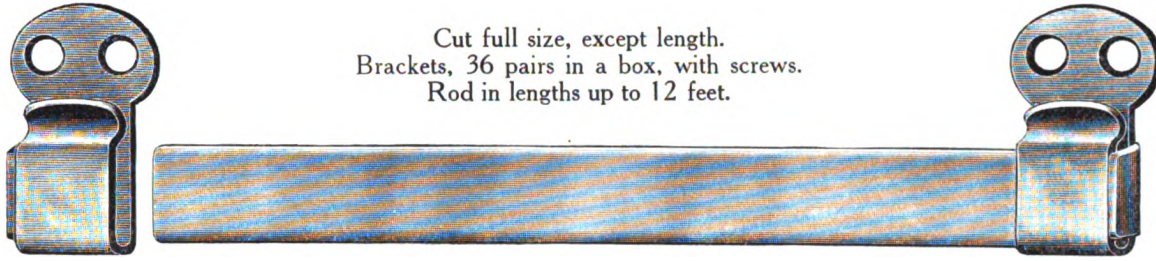 Cut full size, except length.
Brackets, 36 pairs in a box, with screws.
Rod in lengths up to 12 feet.